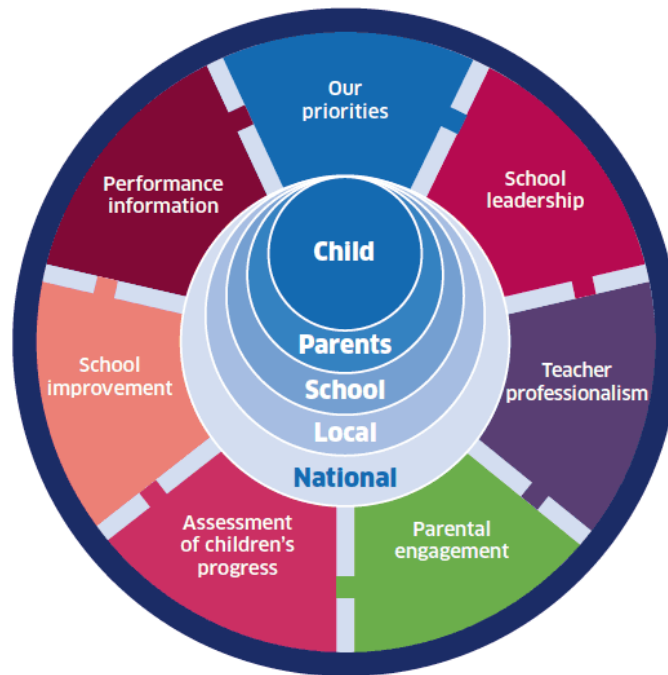 Our
priorities
School
leadership
Teacher
professionalism
Parental
engagement
Assessment
of children's
progress
School
improvement
Performance
information
Child
Parents
School
Local
National